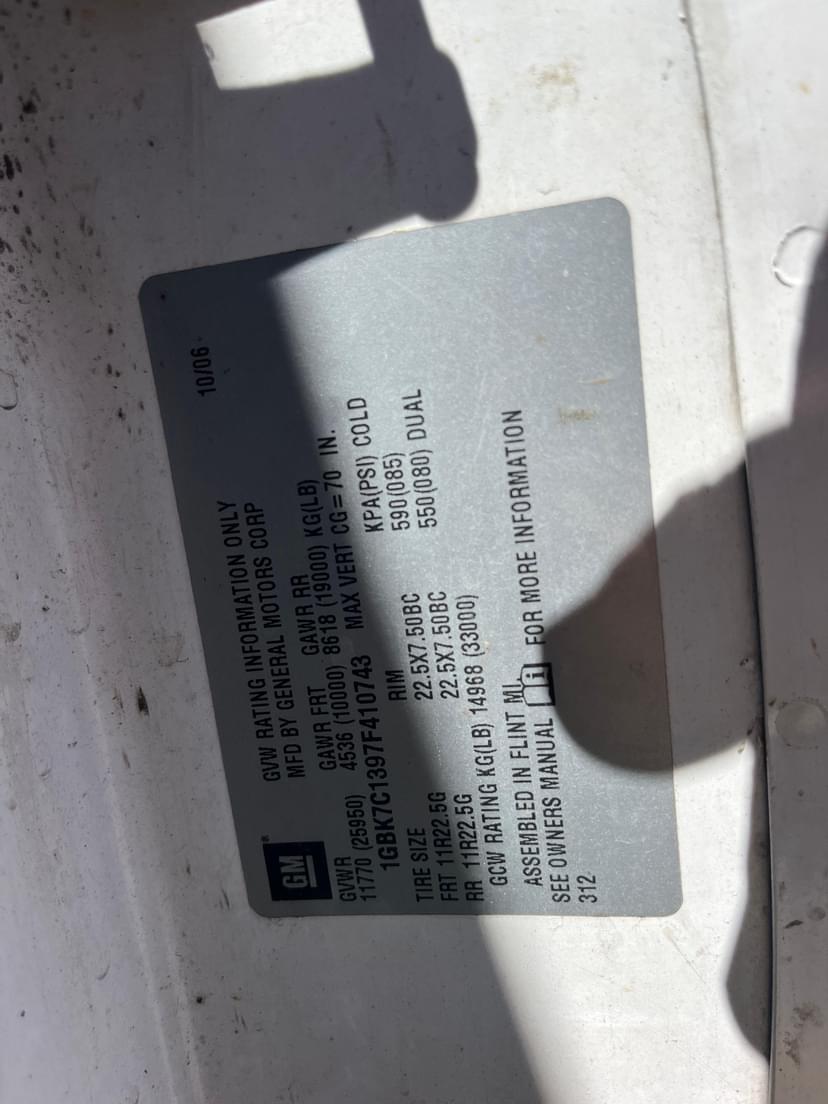 GM®
GVW RATING INFORMATION ONLY 10/06
MFD BY GENERAL MOTORS CORP
GVWR GAWR FRT GAWR RR
11770 (25950) 4536 (10000) 8618 (19000) KG(LB)
1GBK7C1397F410743 MAX VERT CG=70 IN.
TIRE SIZE RIM KPA(PSI) COLD
FRT 11R22.5G 22.5X7.50BC 590(085)
RR 11R22.5G 22.5X7.50BC 550(080) DUAL
GCW RATING KG(LB) 14968 (33000)
ASSEMBLED IN FLINT MI.
SEE OWNERS MANUAL i FOR MORE INFORMATION
312